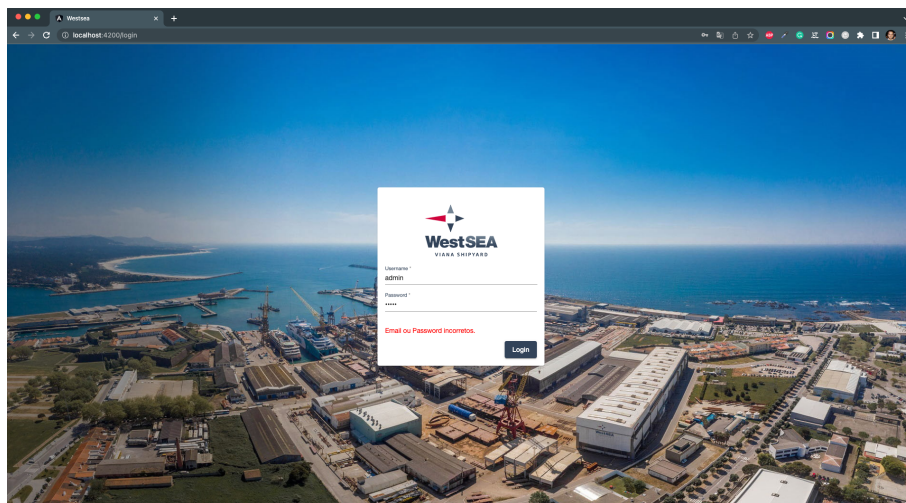 Westsea
localhost:4200/login
WestSEA
VIANA SHIPYARD
Username *
admin
Password *
•••••
Email ou Password incorretos.
Login